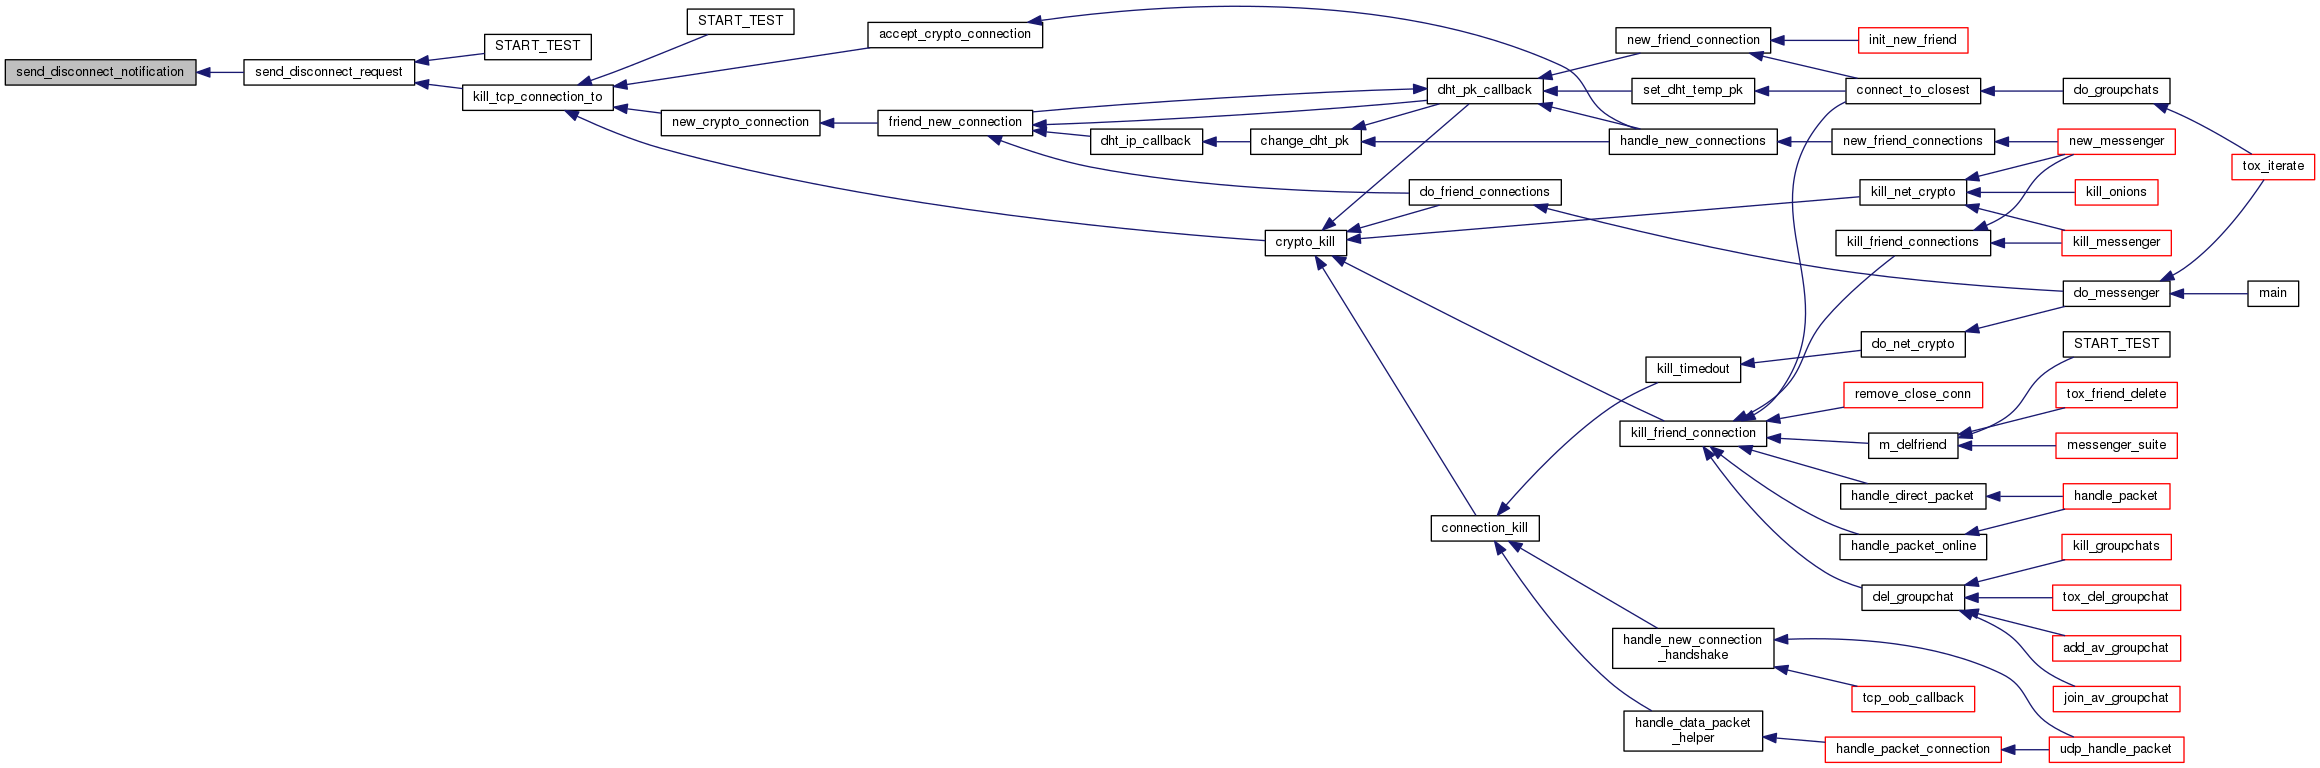 send_disconnect_notification
send_disconnect_request
START_TEST
kill_tcp_connection_to
START_TEST
accept_crypto_connection
new_crypto_connection
friend_new_connection
dht_ip_callback
change_dht_pk
crypto_kill
dht_pk_callback
do_friend_connections
connection_kill
new_friend_connection
set_dht_temp_pk
handle_new_connections
kill_timedout
kill_friend_connection
handle_new_connection
_handshake
handle_data_packet
_helper
init_new_friend
connect_to_closest
new_friend_connections
kill_net_crypto
kill_friend_connections
do_net_crypto
remove_close_conn
m_delfriend
handle_direct_packet
handle_packet_online
del_groupchat
tcp_oob_callback
handle_packet_connection
do_groupchats
new_messenger
kill_onions
kill_messenger
do_messenger
START_TEST
tox_friend_delete
messenger_suite
handle_packet
kill_groupchats
tox_del_groupchat
add_av_groupchat
join_av_groupchat
udp_handle_packet
tox_iterate
main